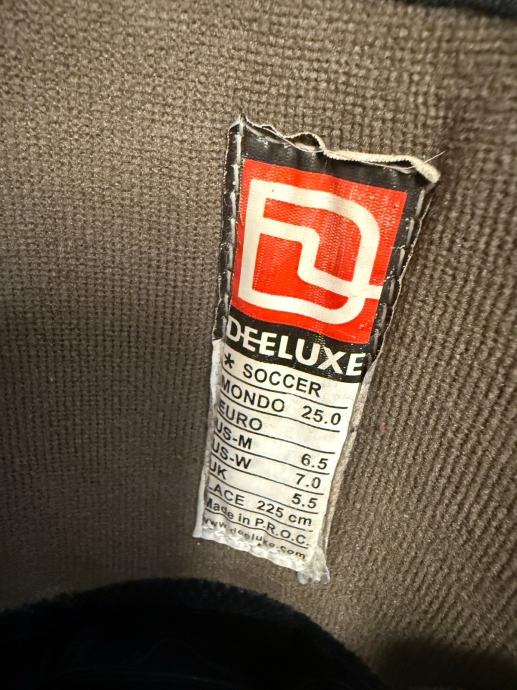 DEELUXE
* SOCCER
MONDO 25.0
EURO
US-M 6.5
US-W 7.0
UK 5.5
LACE 225 cm
Made in P.R.O.C.
www.deeluxe.com